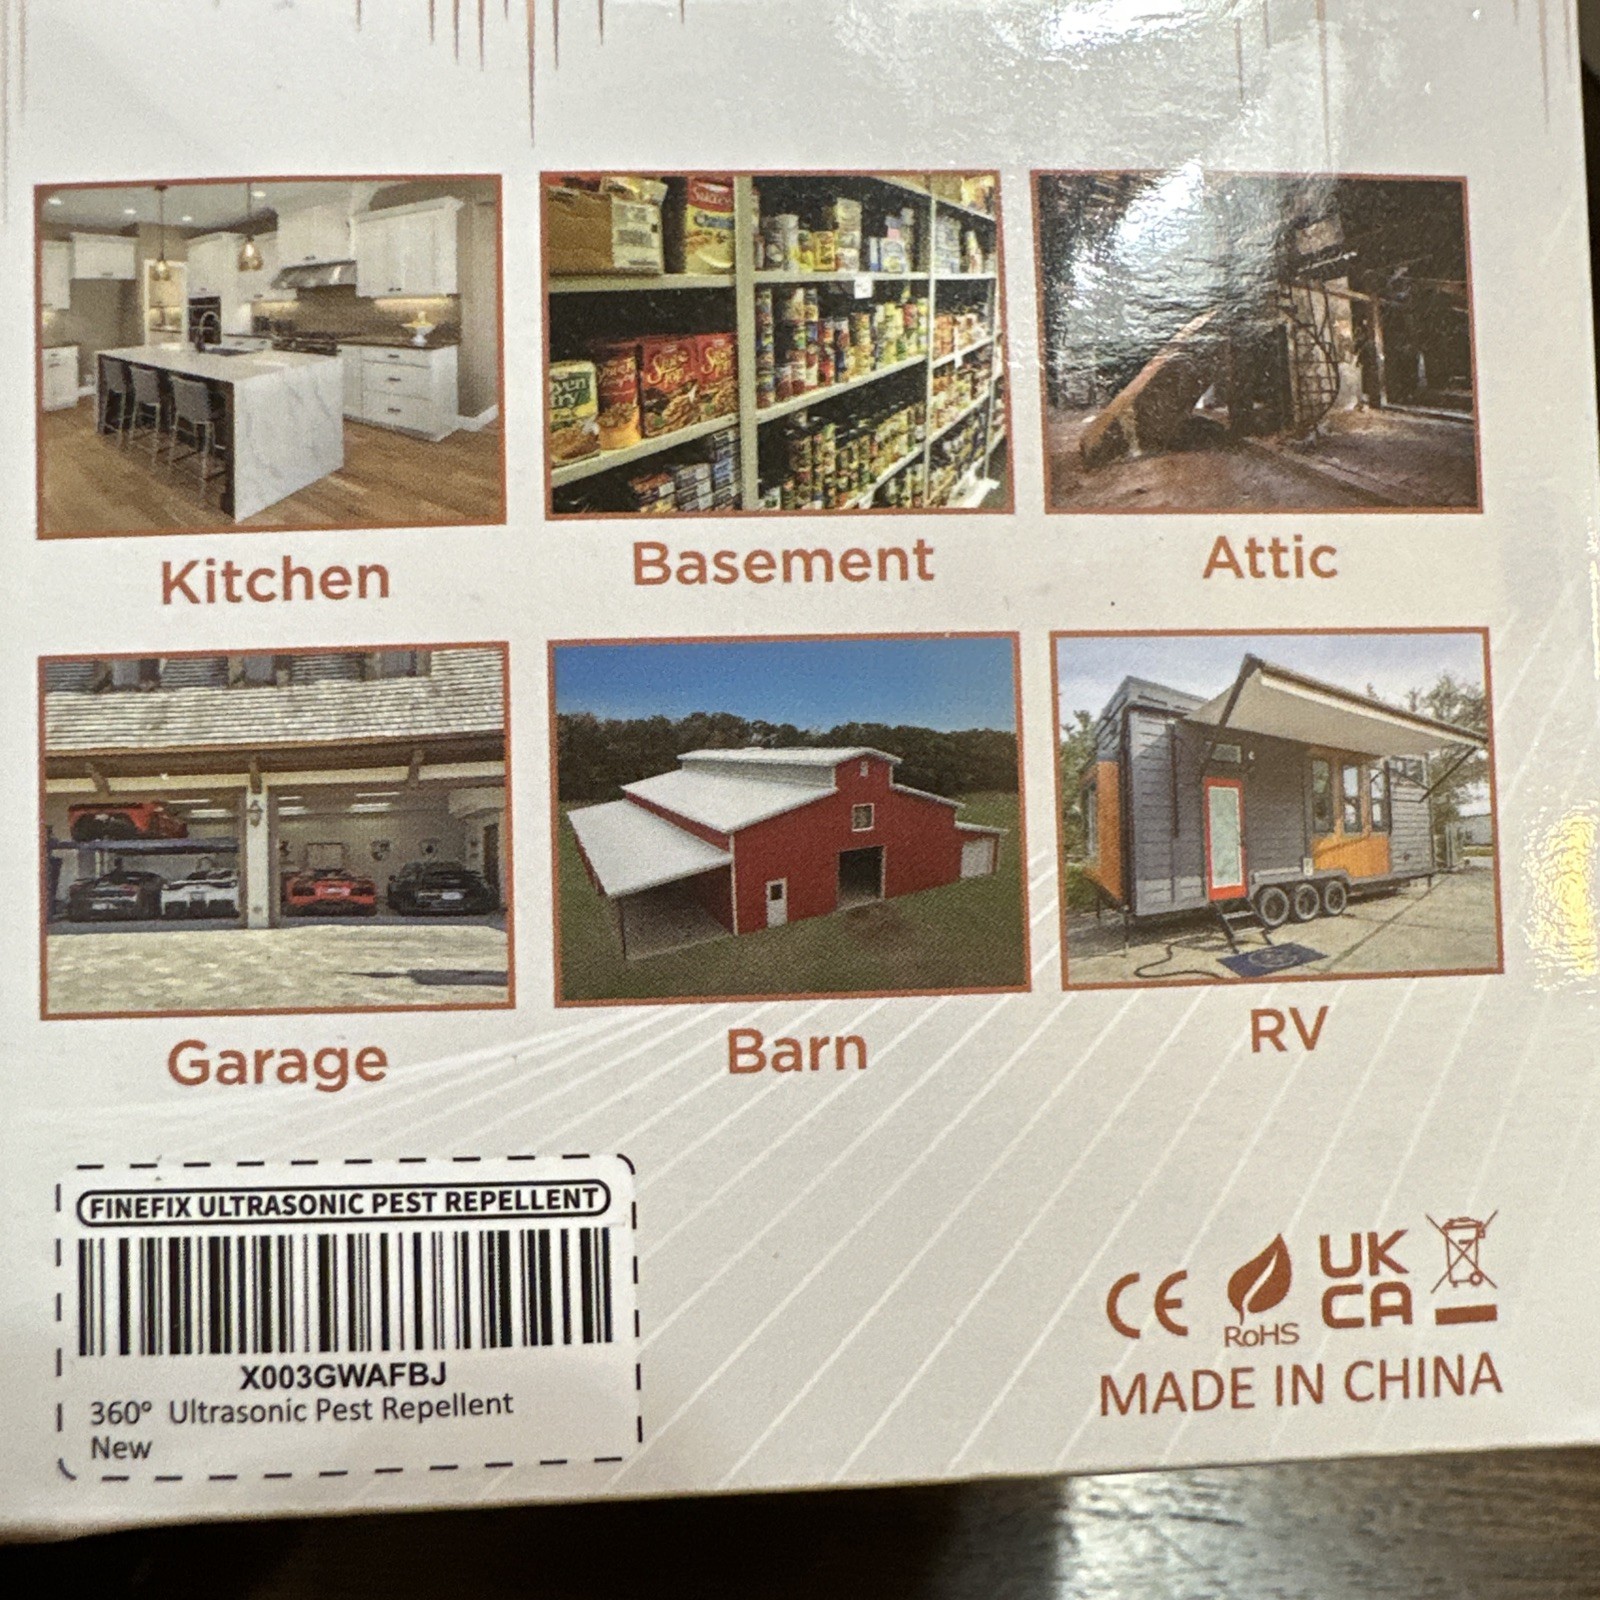 Kitchen
Basement
Attic
Garage
Barn
RV
FINEFIX ULTRASONIC PEST REPELLENT
X003GWAFBJ
360° Ultrasonic Pest Repellent
New
CE
RoHS
UK
CA
MADE IN CHINA